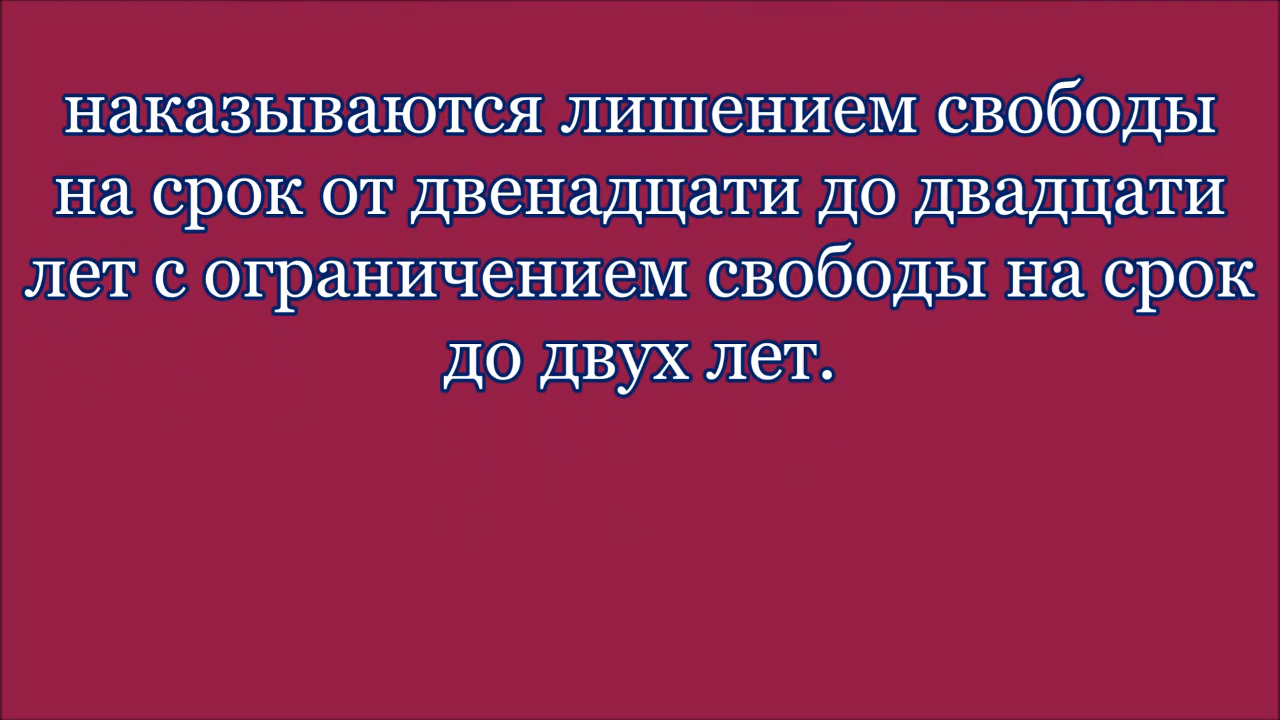 наказываются лишением свободы
на срок от двенадцати до двадцати
лет с ограничением свободы на срок
до двух лет.